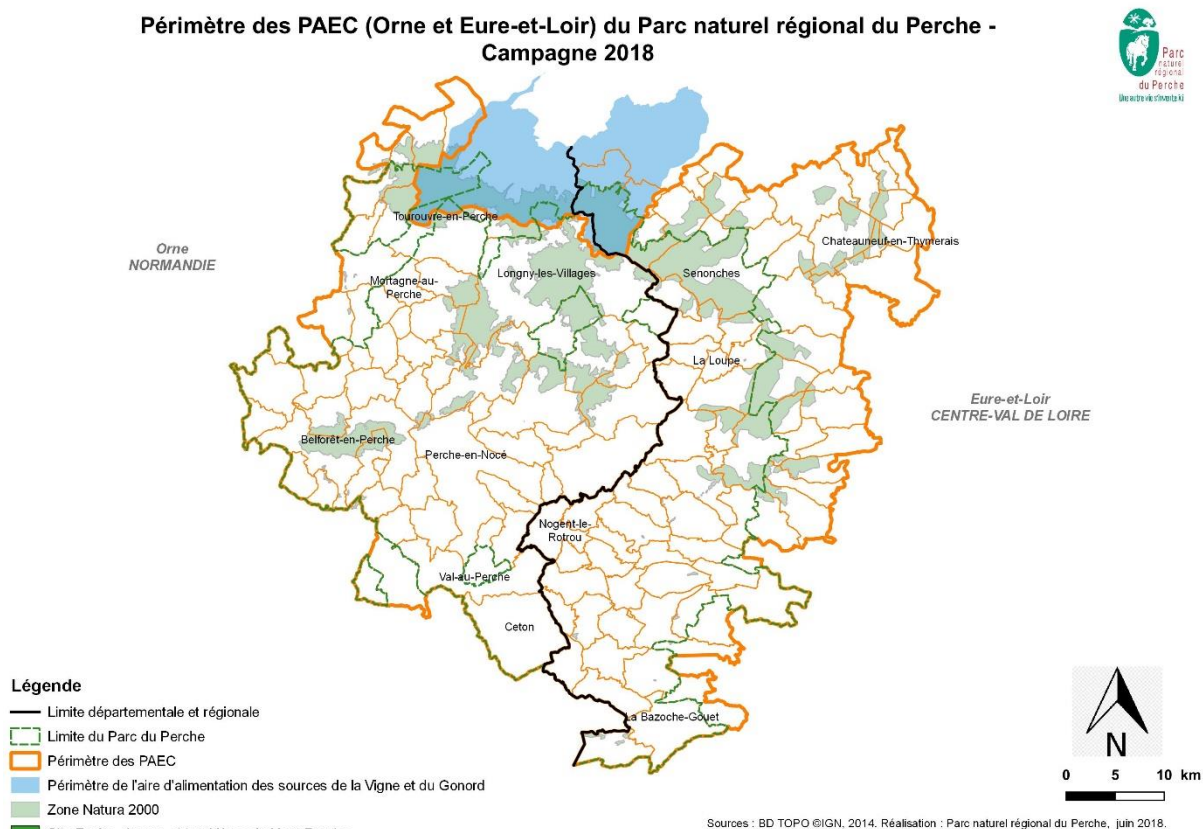 Périmètre des PAEC (Orne et Eure-et-Loir) du Parc naturel régional du Perche -
Campagne 2018
Parc
naturel
régional
du Perche
Une autre vie s'invente ici
Tourouvre-en-Perche
Chateauneuf-en-Thymerais
Orne
NORMANDIE
Longny-les-Villages
Senonches
Mortagne-au-
Perche
La Loupe
Eure-et-Loir
CENTRE-VAL DE LOIRE
Belforêt-en-Perche
Perche-en-Nocé
Nogent-le-
Rotrou
Val-au-Perche
Ceton
La Bazoche-Gouet
Légende
Limite départementale et régionale
Limite du Parc du Perche
Périmètre des PAEC
Périmètre de l'aire d'alimentation des sources de la Vigne et du Gonord
Zone Natura 2000
N
0 5 10 km
Sources : BD TOPO ©IGN, 2014. Réalisation : Parc naturel régional du Perche, juin 2018.